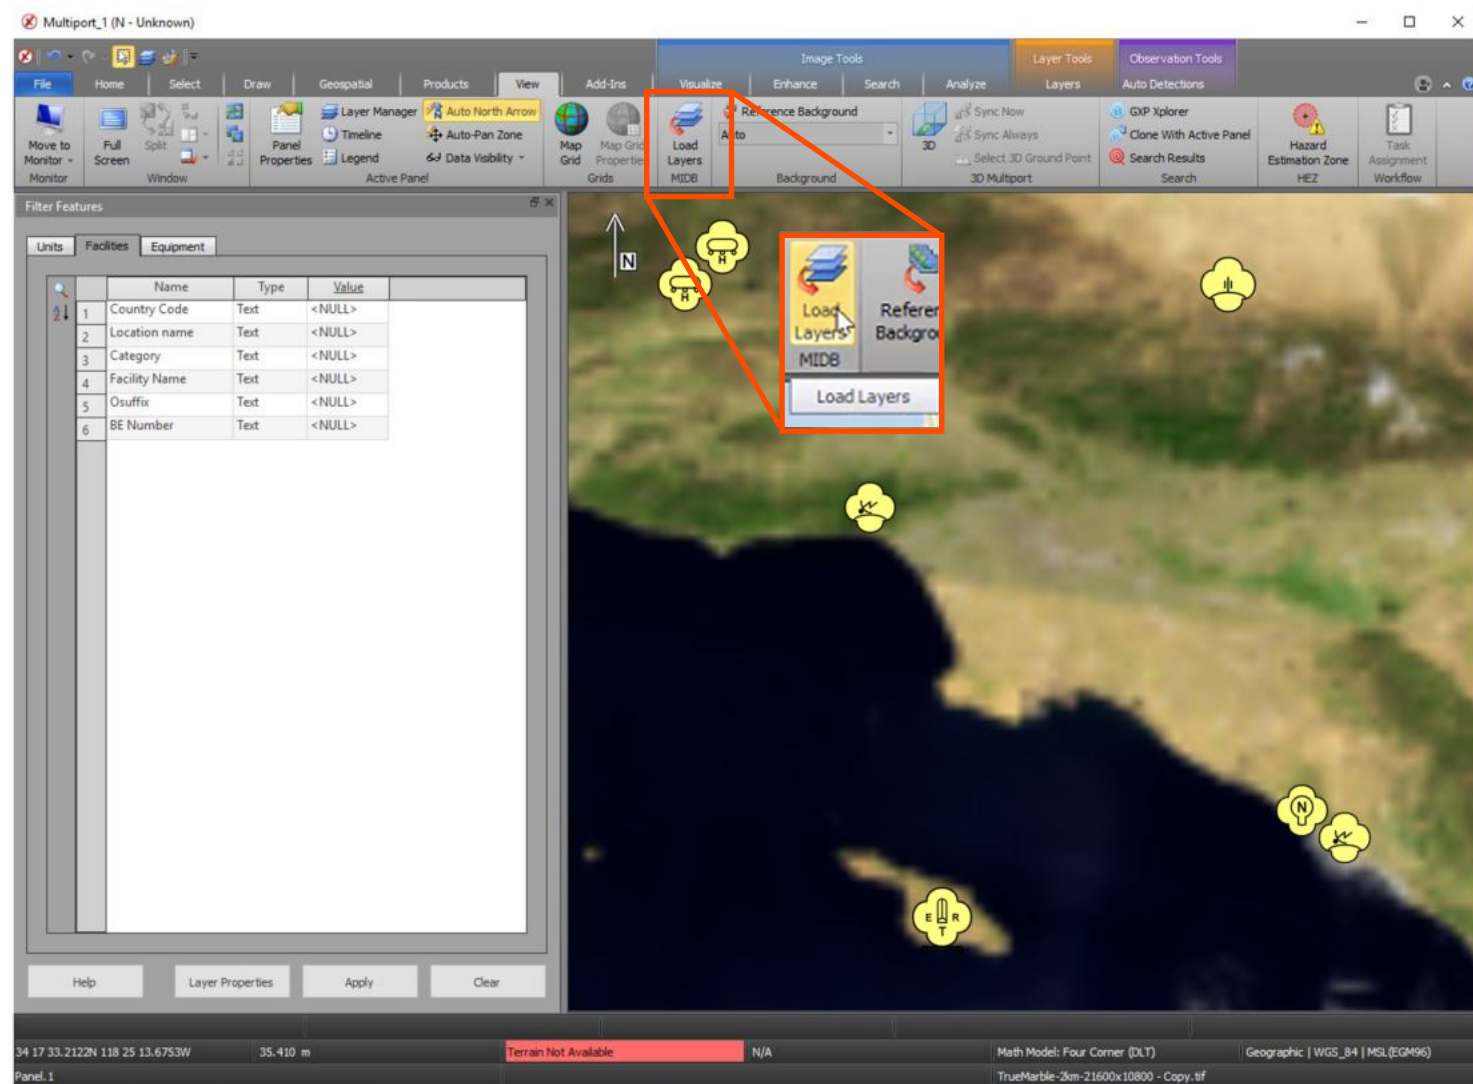 Multiport_1 (N - Unknown)
Image Tools
Layer Tools
Observation Tools
File Home Select Draw Geospatial Products View Add-Ins Visualize Enhance Search Analyze Layers Auto Detections
Move to Monitor
Full Screen
Split
Panel Properties
Layer Manager
Timeline
Legend
Auto North Arrow
Auto-Pan Zone
Data Visibility
Map Grid
Map Grid Properties
Load Layers
Reference Background
Auto
3D
Sync Now
Sync Always
Select 3D Ground Point
GXP Xplorer
Clone With Active Panel
Search Results
Hazard Estimation Zone
Task Assignment
Monitor Window Active Panel Grids MIDB Background 3D Multiport Search HEZ Workflow
Filter Features
Units Facilities Equipment
Name Type Value
1 Country Code Text <NULL>
2 Location name Text <NULL>
3 Category Text <NULL>
4 Facility Name Text <NULL>
5 Osuffix Text <NULL>
6 BE Number Text <NULL>
N
H
H
Load
Layers
MIDB
Referen
Backgrou
Load Layers
N
E R
T
Help Layer Properties Apply Clear
34 17 33.2122N 118 25 13.6753W 35.410 m Terrain Not Available N/A Math Model: Four Corner (DLT) Geographic | WGS_84 | MSL(EGM96)
Panel.1 TrueMarble-2km-21600x10800 - Copy.tif